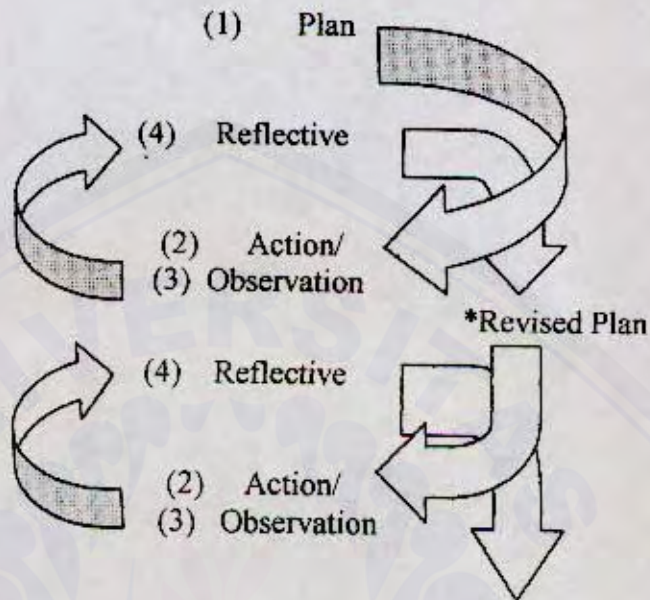 (1) Plan
(4) Reflective
(2) Action/
(3) Observation
*Revised Plan
(4) Reflective
(2) Action/
(3) Observation